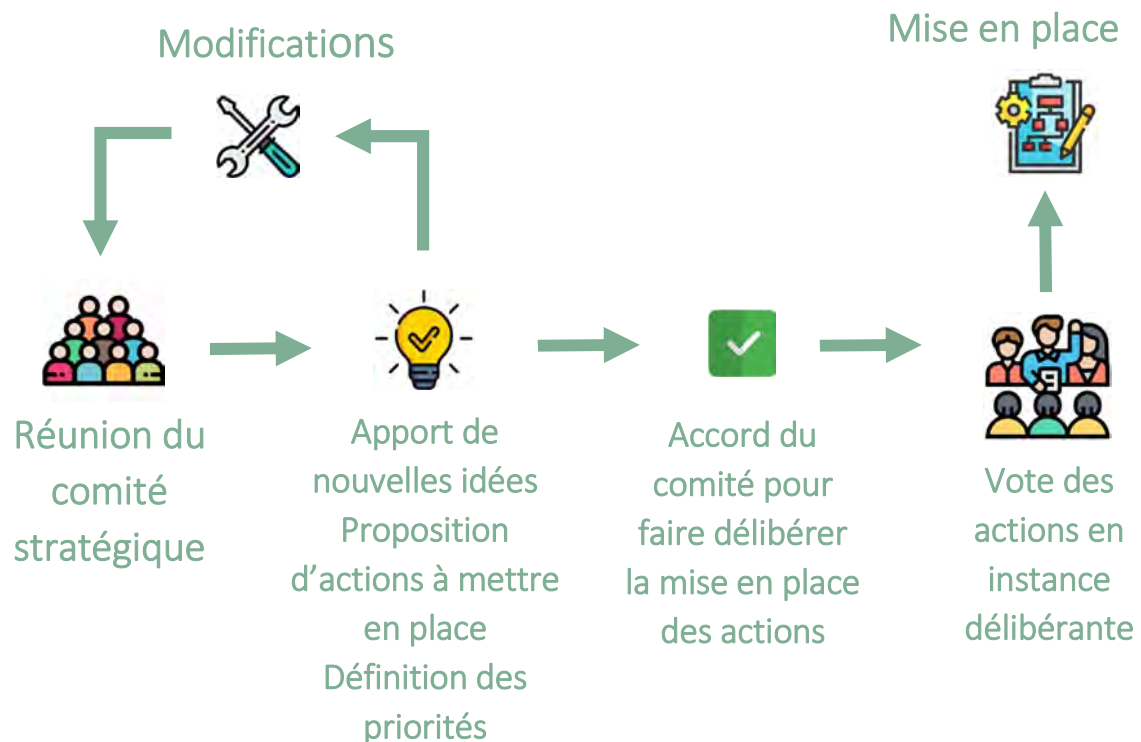 Modifications
Mise en place
Réunion du
comité
stratégique
Apport de
nouvelles idées
Proposition
d’actions à mettre
en place
Définition des
priorités
Accord du
comité pour
faire délibérer
la mise en place
des actions
Vote des
actions en
instance
délibérante